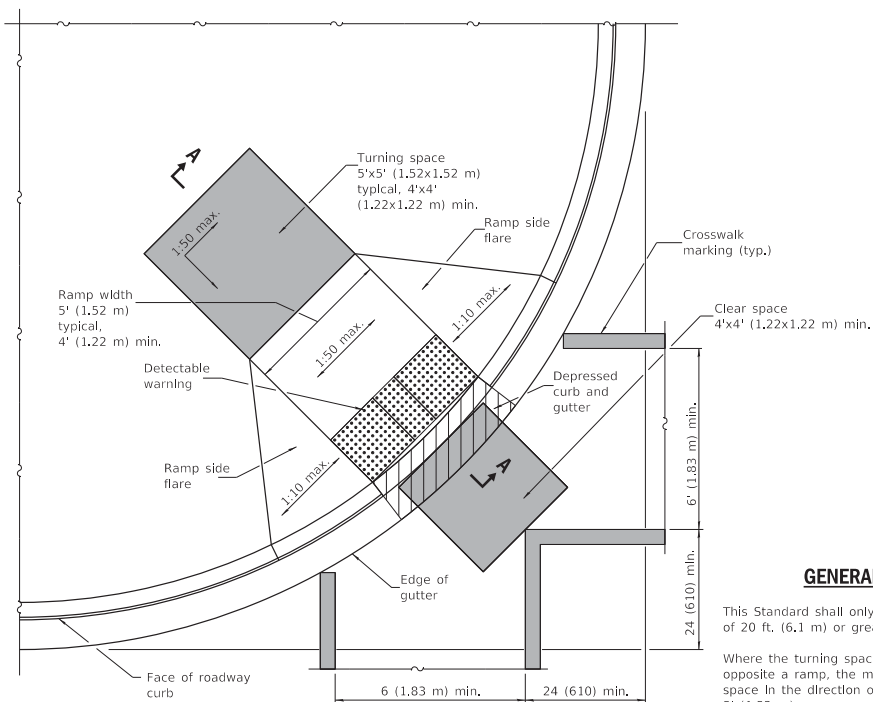 A
Turning space
5'x5' (1.52x1.52 m)
typical, 4'x4'
(1.22x1.22 m) min.
1:50 max.
Ramp side
flare
Crosswalk
marking (typ.)
Ramp width
5' (1.52 m)
typical,
4' (1.22 m) min.
1:50 max.
1:10 max.
Clear space
4'x4' (1.22x1.22 m) min.
Detectable
warning
Depressed
curb and
gutter
Ramp side
flare
1:10 max.
A
6' (1.83 m) min.
Edge of
gutter
24 (610) min.
Face of roadway
curb
6 (1.83 m) min.
24 (610) min.
GENERAL
This Standard shall only
of 20 ft. (6.1 m) or
Where the turning
opposite a ramp, the
space in the direction